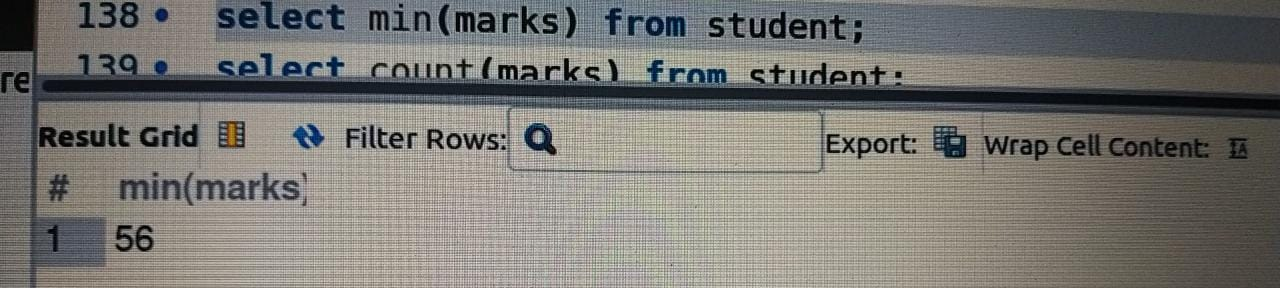 138 • select min(marks) from student;
139 • select count(marks) from student;
re
Result Grid Filter Rows: Export: Wrap Cell Content: IA
# min(marks)
1 56